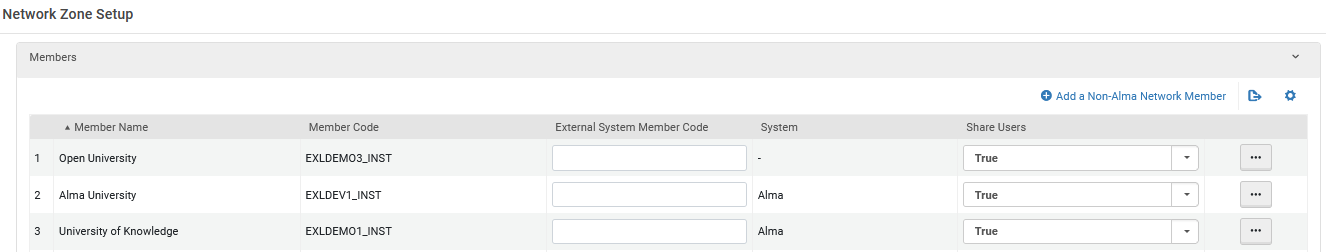 Network Zone Setup
Members
Add a Non-Alma Network Member
Member Name Member Code External System Member Code System Share Users
1 Open University EXLDEMO3_INST - True
2 Alma University EXLDEV1_INST Alma True
3 University of Knowledge EXLDEMO1_INST Alma True